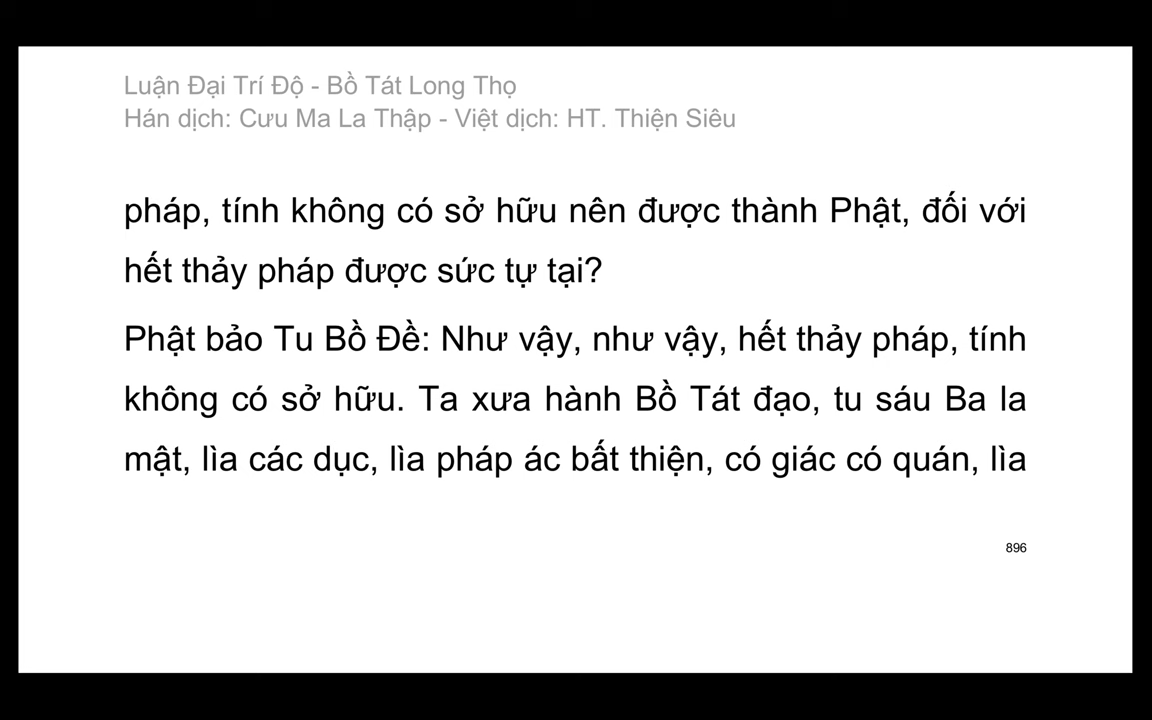 Luận Đại Trí Độ - Bồ Tát Long Thọ
Hán dịch: Cưu Ma La Thập - Việt dịch: HT. Thiện Siêu
pháp, tính không có sở hữu nên được thành Phật, đối với
hết thảy pháp được sức tự tại?
Phật bảo Tu Bồ Đề: Như vậy, như vậy, hết thảy pháp, tính
không có sở hữu. Ta xưa hành Bồ Tát đạo, tu sáu Ba la
mật, lìa các dục, lìa pháp ác bất thiện, có giác có quán, lìa
896